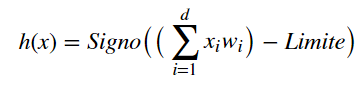 h(x) = Signo(( ∑_{i=1}^{d} x_i w_i) − Limite)